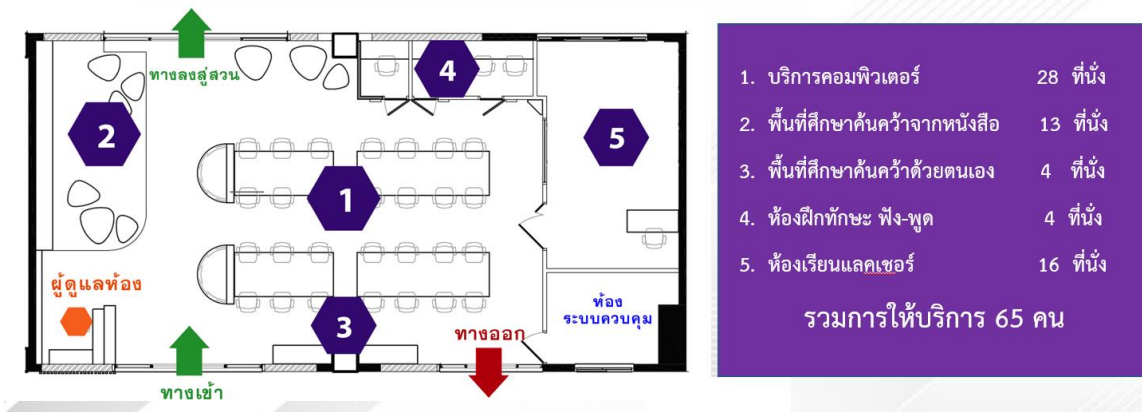 ทางลงสู่สวน
4
2
5
1
ผู้ดูแลห้อง
3
ห้อง
ระบบควบคุม
ทางออก
ทางเข้า
1. บริการคอมพิวเตอร์ 28 ที่นั่ง
2. พื้นที่ศึกษาค้นคว้าจากหนังสือ 13 ที่นั่ง
3. พื้นที่ศึกษาค้นคว้าด้วยตนเอง 4 ที่นั่ง
4. ห้องฝึกทักษะ ฟัง-พูด 4 ที่นั่ง
5. ห้องเรียนแลคเชอร์ 16 ที่นั่ง
รวมการให้บริการ 65 คน